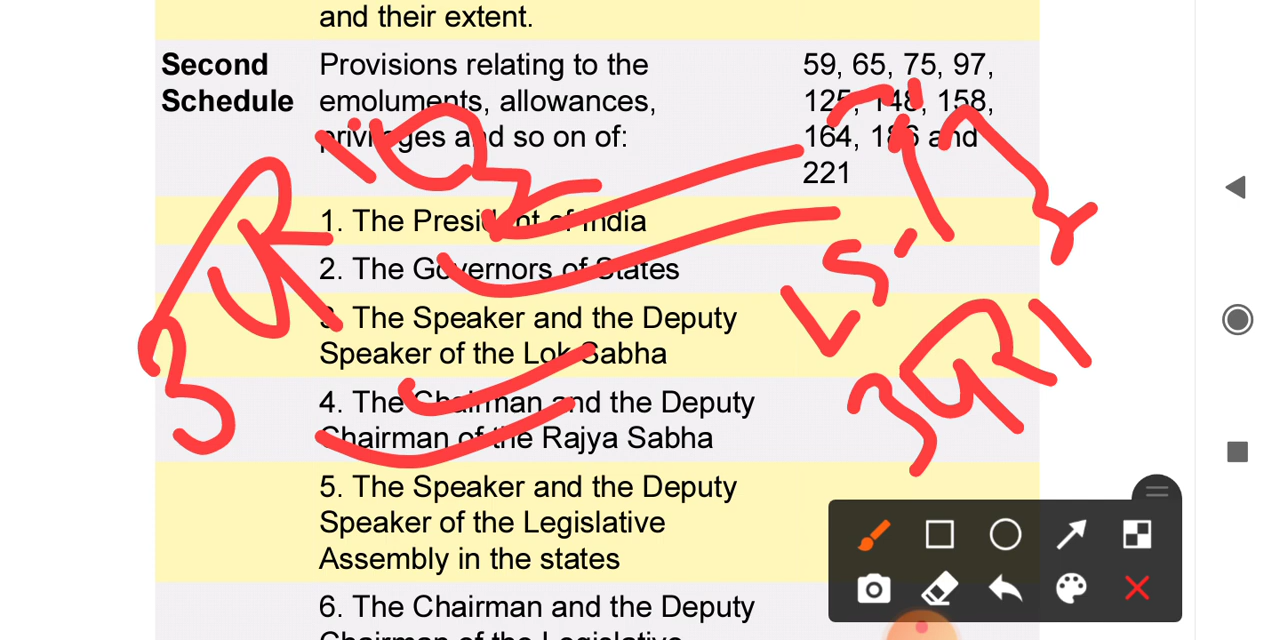 and their extent.
Second Schedule
Provisions relating to the
emoluments, allowances,
privileges and so on of:
59, 65, 75, 97,
125, 148, 158,
164, 186 and
221
1. The President of India
2. The Governors of States
3. The Speaker and the Deputy
Speaker of the Lok Sabha
4. The Chairman and the Deputy
Chairman of the Rajya Sabha
5. The Speaker and the Deputy
Speaker of the Legislative
Assembly in the states
6. The Chairman and the Deputy
Chairman of the Legislative